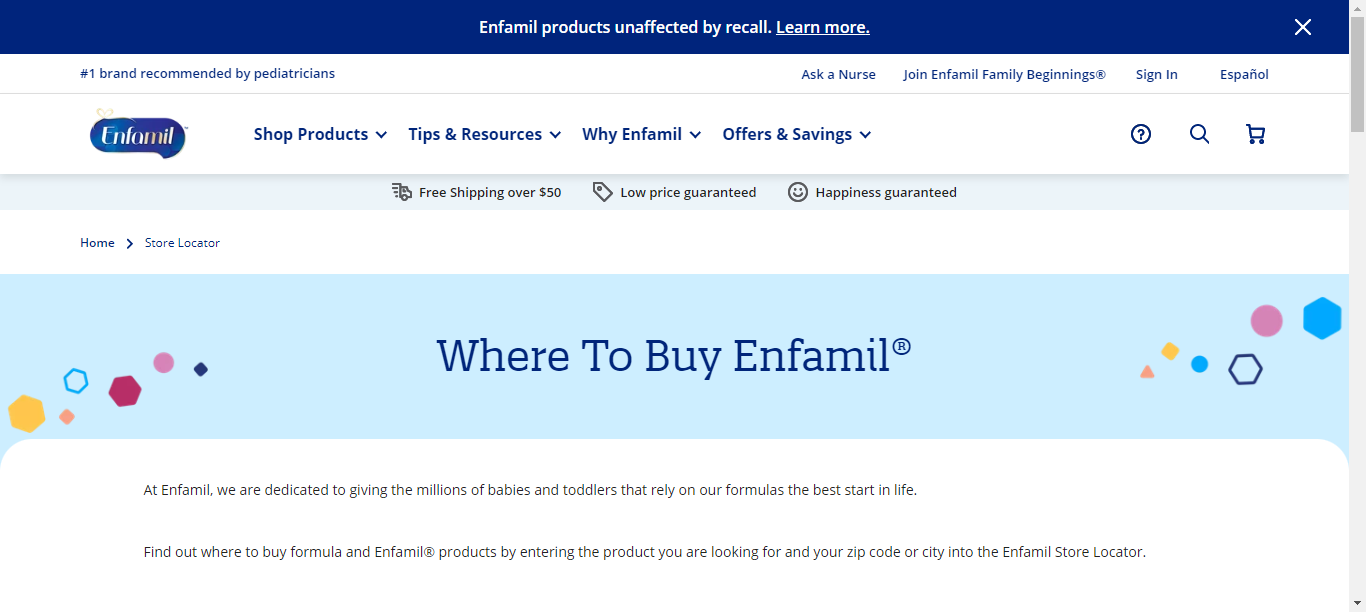 Enfamil products unaffected by recall. Learn more.
#1 brand recommended by pediatricians
Ask a Nurse Join Enfamil Family Beginnings® Sign In Español
Enfamil™ Shop Products Tips & Resources Why Enfamil Offers & Savings
Free Shipping over $50 Low price guaranteed Happiness guaranteed
Home Store Locator
Where To Buy Enfamil®
At Enfamil, we are dedicated to giving the millions of babies and toddlers that rely on our formulas the best start in life.
Find out where to buy formula and Enfamil® products by entering the product you are looking for and your zip code or city into the Enfamil Store Locator.